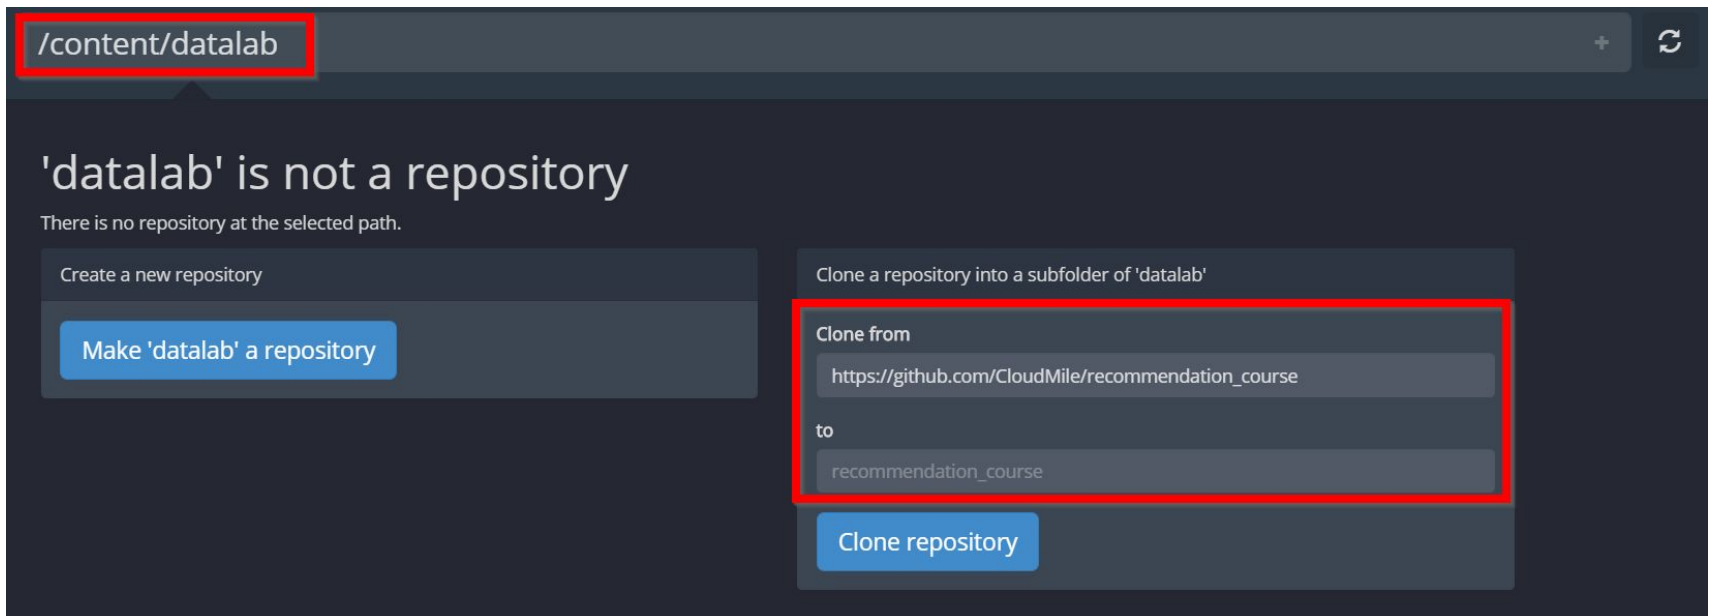 /content/datalab
'datalab' is not a repository
There is no repository at the selected path.
Create a new repository
Make 'datalab' a repository
Clone a repository into a subfolder of 'datalab'
Clone from
https://github.com/CloudMile/recommendation_course
to
recommendation_course
Clone repository